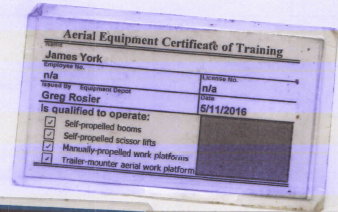 Aerial Equipment Certificate of Training
Name
James York
Employee No. License No.
n/a n/a
Issued By Equipment Depot Date
Greg Rosier 5/11/2016
Is qualified to operate:
Self-propelled booms
Self-propelled scissor lifts
Manually-propelled work platforms
Trailer-mounter aerial work platform